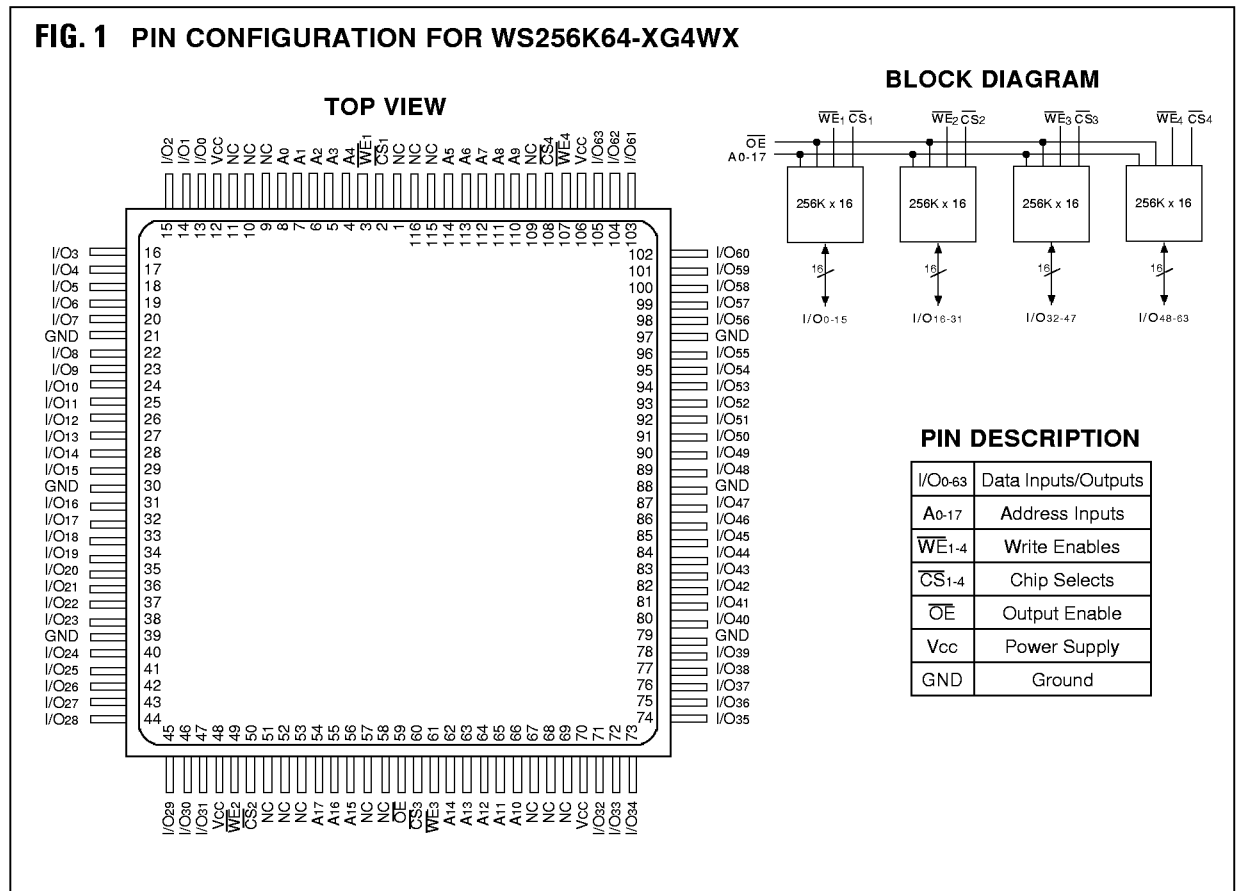 FIG. 1 PIN CONFIGURATION FOR WS256K64-XG4WX
TOP VIEW
I/O2 I/O1 I/O0 VCC NC NC NC A0 A1 A2 A3 A4 WE1 CS1 NC NC NC A5 A6 A7 A8 A9 NC CS4 WE4 VCC I/O63 I/O62 I/O61
15 14 13 12 11 10 9 8 7 6 5 4 3 2 1 116 115 114 113 112 111 110 109 108 107 106 105 104 103
I/O3 16 102 I/O60
I/O4 17 101 I/O59
I/O5 18 100 I/O58
I/O6 19 99 I/O57
I/O7 20 98 I/O56
GND 21 97 GND
I/O8 22 96 I/O55
I/O9 23 95 I/O54
I/O10 24 94 I/O53
I/O11 25 93 I/O52
I/O12 26 92 I/O51
I/O13 27 91 I/O50
I/O14 28 90 I/O49
I/O15 29 89 I/O48
GND 30 88 GND
I/O16 31 87 I/O47
I/O17 32 86 I/O46
I/O18 33 85 I/O45
I/O19 34 84 I/O44
I/O20 35 83 I/O43
I/O21 36 82 I/O42
I/O22 37 81 I/O41
I/O23 38 80 I/O40
GND 39 79 GND
I/O24 40 78 I/O39
I/O25 41 77 I/O38
I/O26 42 76 I/O37
I/O27 43 75 I/O36
I/O28 44 74 I/O35
45 46 47 48 49 50 51 52 53 54 55 56 57 58 59 60 61 62 63 64 65 66 67 68 69 70 71 72 73
I/O29 I/O30 I/O31 VCC WE2 CS2 NC NC NC A17 A16 A15 NC NC OE CS3 WE3 A14 A13 A12 A11 A10 NC NC NC VCC I/O32 I/O33 I/O34
BLOCK DIAGRAM
WE1 CS1 WE2 CS2 WE3 CS3 WE4 CS4
OE
A0-17
256K x 16 256K x 16 256K x 16 256K x 16
16 16 16 16
I/O0-15 I/O16-31 I/O32-47 I/O48-63
PIN DESCRIPTION
I/O0-63 Data Inputs/Outputs
A0-17 Address Inputs
WE1-4 Write Enables
CS1-4 Chip Selects
OE Output Enable
Vcc Power Supply
GND Ground